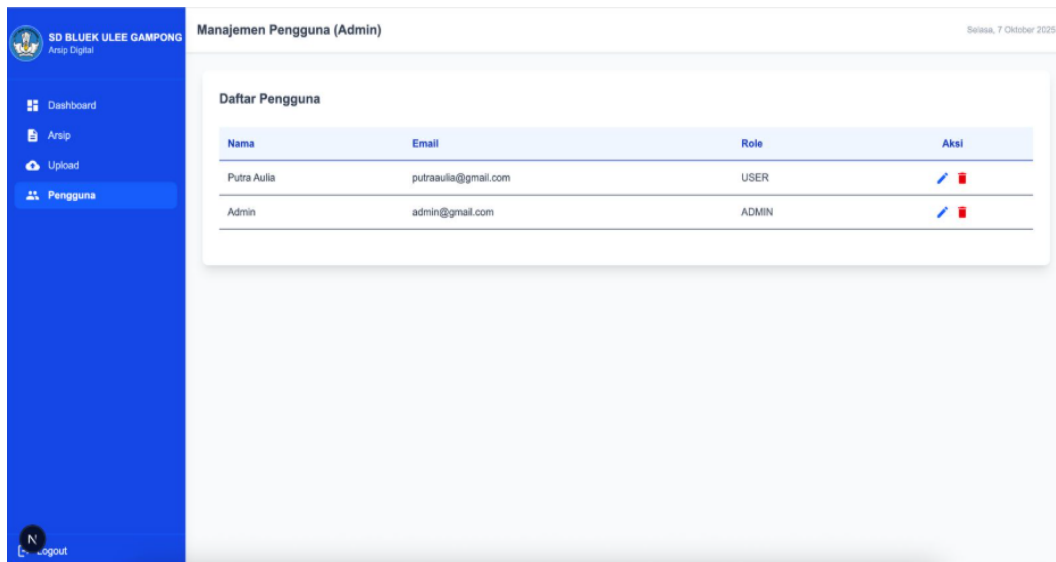 SD BLUEK ULEE GAMPONG
Arsip Digital
Manajemen Pengguna (Admin)
Selasa, 7 Oktober 2025
Dashboard
Arsip
Upload
Pengguna
Daftar Pengguna
Nama Email Role Aksi
Putra Aulia putraaulia@gmail.com USER
Admin admin@gmail.com ADMIN
N
Logout